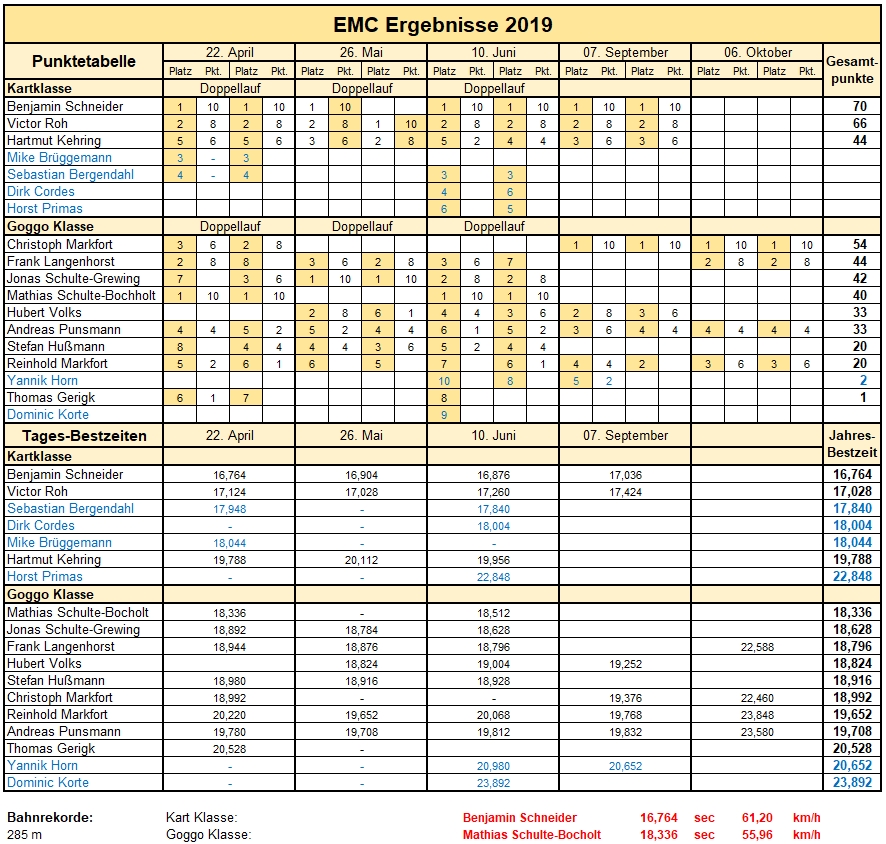 EMC Ergebnisse 2019
Punktetabelle 22. April 26. Mai 10. Juni 07. September 06. Oktober Gesamt-punkte
Platz Pkt. Platz Pkt. Platz Pkt. Platz Pkt. Platz Pkt. Platz Pkt. Platz Pkt. Platz Pkt. Platz Pkt. Platz Pkt.
Kartklasse Doppellauf Doppellauf Doppellauf
Benjamin Schneider 1 10 1 10 1 10 1 10 1 10 1 10 1 10 70
Victor Roh 2 8 2 8 2 8 1 10 2 8 2 8 2 8 2 8 66
Hartmut Kehring 5 6 5 6 3 6 2 8 5 2 4 4 3 6 3 6 44
Mike Brüggemann 3 - 3
Sebastian Bergendahl 4 - 4 3 3
Dirk Cordes 4 6
Horst Primas 6 5
Goggo Klasse Doppellauf Doppellauf Doppellauf
Christoph Markfort 3 6 2 8 1 10 1 10 1 10 1 10 54
Frank Langenhorst 2 8 8 3 6 2 8 3 6 7 2 8 2 8 44
Jonas Schulte-Grewing 7 3 6 1 10 1 10 2 8 2 8 42
Mathias Schulte-Bochholt 1 10 1 10 1 10 1 10 40
Hubert Volks 2 8 6 1 4 4 3 6 2 8 3 6 33
Andreas Punsmann 4 4 5 2 5 2 4 4 6 1 5 2 3 6 4 4 4 4 4 4 33
Stefan Hußmann 8 4 4 4 4 3 6 5 2 4 4 20
Reinhold Markfort 5 2 6 1 6 5 7 6 1 4 4 2 3 6 3 6 20
Yannik Horn 10 8 5 2 2
Thomas Gerigk 6 1 7 8 1
Dominic Korte 9
Tages-Bestzeiten 22. April 26. Mai 10. Juni 07. September Jahres-Bestzeit
Kartklasse
Benjamin Schneider 16,764 16,904 16,876 17,036 16,764
Victor Roh 17,124 17,028 17,260 17,424 17,028
Sebastian Bergendahl 17,948 - 17,840 17,840
Dirk Cordes - - 18,004 18,004
Mike Brüggemann 18,044 - - 18,044
Hartmut Kehring 19,788 20,112 19,956 19,788
Horst Primas - - 22,848 22,848
Goggo Klasse
Mathias Schulte-Bocholt 18,336 - 18,512 18,336
Jonas Schulte-Grewing 18,892 18,784 18,628 18,628
Frank Langenhorst 18,944 18,876 18,796 22,588 18,796
Hubert Volks 18,824 19,004 19,252 18,824
Stefan Hußmann 18,980 18,916 18,928 18,916
Christoph Markfort 18,992 - - 19,376 22,460 18,992
Reinhold Markfort 20,220 19,652 20,068 19,768 23,848 19,652
Andreas Punsmann 19,780 19,708 19,812 19,832 23,580 19,708
Thomas Gerigk 20,528 - 20,528
Yannik Horn - - 20,980 20,652 20,652
Dominic Korte - - 23,892 23,892
Bahnrekorde: Kart Klasse: Benjamin Schneider 16,764 sec 61,20 km/h
285 m Goggo Klasse: Mathias Schulte-Bocholt 18,336 sec 55,96 km/h